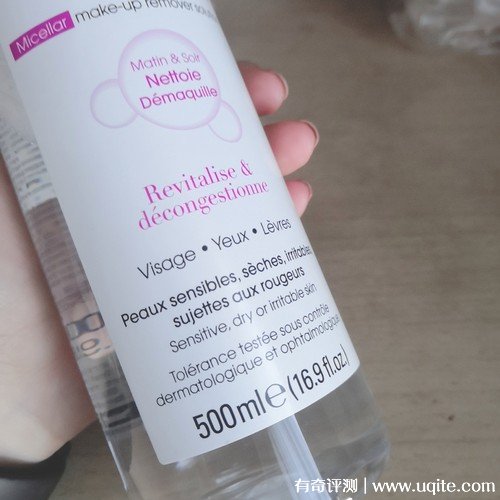 Micellar make-up remover solut
Matin & Soir
Nettoie
Démaquille
Revitalise &
décongestionne
Visage • Yeux • Lèvres
Peaux sensibles, sèches, irritables,
sujettes aux rougeurs
Sensitive, dry or irritable skin
Tolérance testée sous contrôle
dermatologique et ophtalmologique
500ml℮(16.9fl.oz.)
有奇评测 | www.uqite.com